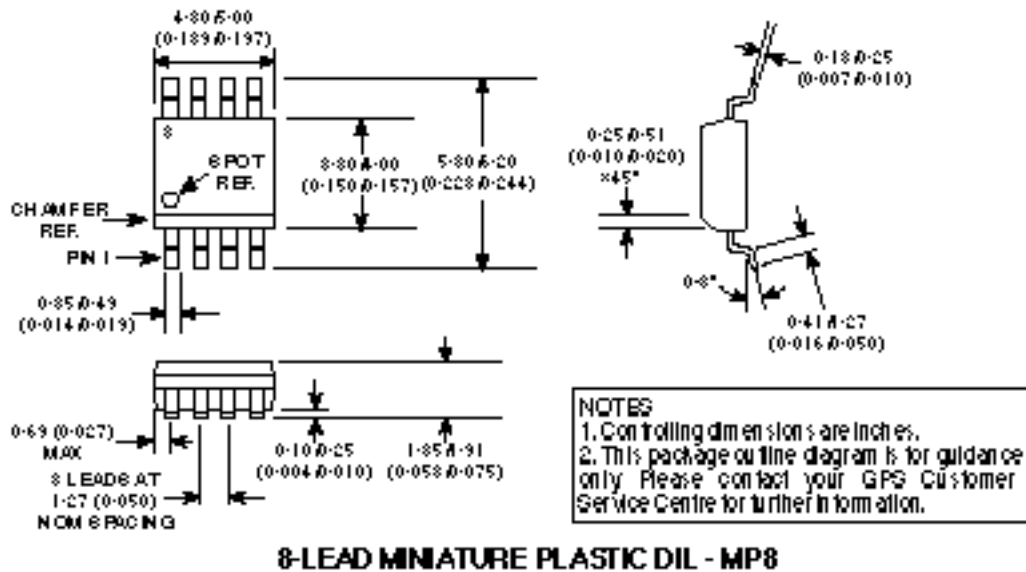 4·80/5·00
(0·189/0·197)
8
SPOT
REF.
CHAMFER
REF.
PIN 1
3·80/4·00
(0·150/0·157)
5·80/6·20
(0·228/0·244)
0·35/0·49
(0·014/0·019)
0·18/0·25
(0·007/0·010)
0·25/0·51
(0·010/0·020)
×45°
0-8°
0·41/1·27
(0·016/0·050)
0·69 (0·027)
MAX
8 LEADS AT
1·27 (0·050)
NOM SPACING
0·10/0·25
(0·004/0·010)
1·35/1·91
(0·053/0·075)
NOTES
1. Controlling dimensions are inches.
2. This package outline diagram is for guidance
only. Please contact your GPS Customer
Service Centre for further information.
8-LEAD MINIATURE PLASTIC DIL - MP8